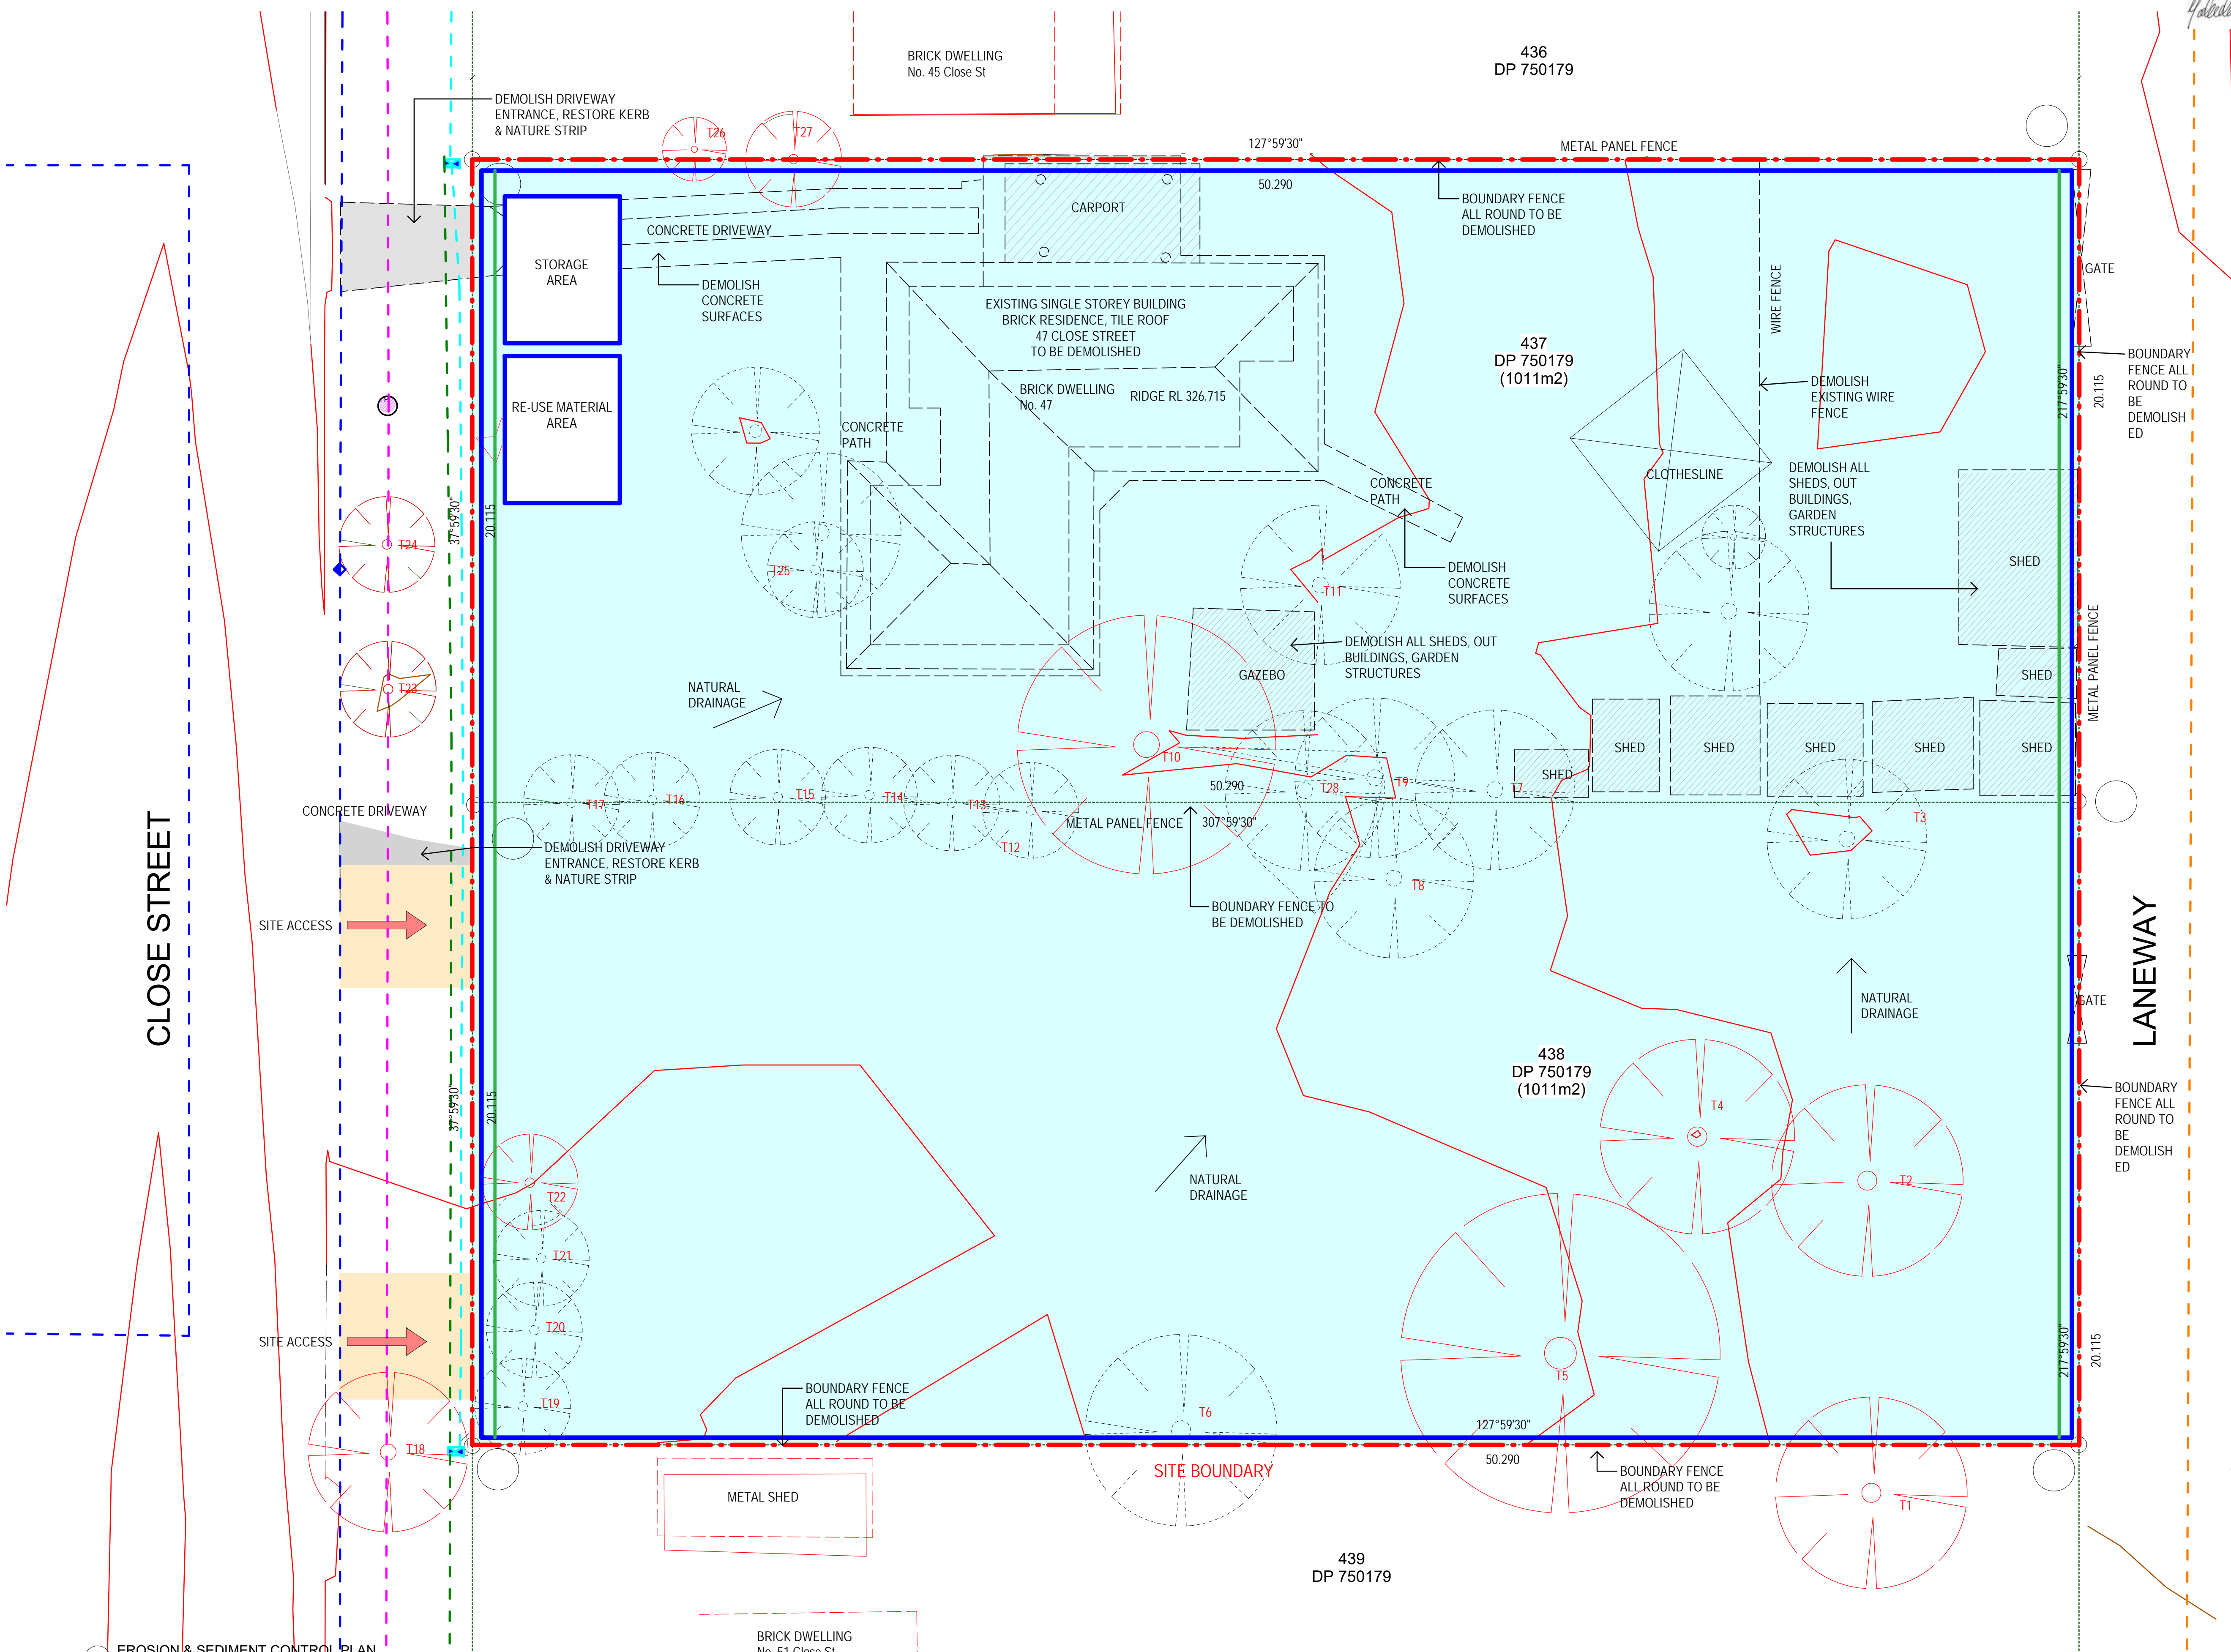 BRICK DWELLING
No. 45 Close St
436
DP 750179
DEMOLISH DRIVEWAY
ENTRANCE, RESTORE KERB
& NATURE STRIP
T26
T27
127°59'30"
METAL PANEL FENCE
50.290
BOUNDARY FENCE
ALL ROUND TO BE
DEMOLISHED
CARPORT
CONCRETE DRIVEWAY
STORAGE
AREA
DEMOLISH
CONCRETE
SURFACES
EXISTING SINGLE STOREY BUILDING
BRICK RESIDENCE, TILE ROOF
47 CLOSE STREET
TO BE DEMOLISHED
WIRE FENCE
GATE
437
DP 750179
(1011m2)
BOUNDARY
FENCE ALL
ROUND TO
BE
DEMOLISH
ED
217°59'30"
20.115
BRICK DWELLING
No. 47
RIDGE RL 326.715
DEMOLISH
EXISTING WIRE
FENCE
RE-USE MATERIAL
AREA
CONCRETE
PATH
CLOTHESLINE
DEMOLISH ALL
SHEDS, OUT
BUILDINGS,
GARDEN
STRUCTURES
CONCRETE
PATH
37°59'30"
20.115
T24
T25
T11
DEMOLISH
CONCRETE
SURFACES
SHED
METAL PANEL FENCE
DEMOLISH ALL SHEDS, OUT
BUILDINGS, GARDEN
STRUCTURES
GAZEBO
SHED
T23
NATURAL
DRAINAGE
SHED
SHED
SHED
SHED
SHED
SHED
T10
T17
T16
T15
T14
T13
T12
50.290
T28
T9
T7
T3
CONCRETE DRIVEWAY
METAL PANEL FENCE
307°59'30"
DEMOLISH DRIVEWAY
ENTRANCE, RESTORE KERB
& NATURE STRIP
T8
BOUNDARY FENCE TO
BE DEMOLISHED
CLOSE STREET
SITE ACCESS
LANEWAY
NATURAL
DRAINAGE
GATE
438
DP 750179
(1011m2)
37°59'30"
20.115
T4
BOUNDARY
FENCE ALL
ROUND TO
BE
DEMOLISH
ED
NATURAL
DRAINAGE
T2
T22
T21
T20
SITE ACCESS
217°59'30"
20.115
T5
T19
BOUNDARY FENCE
ALL ROUND TO BE
DEMOLISHED
T6
127°59'30"
50.290
T18
SITE BOUNDARY
BOUNDARY FENCE
ALL ROUND TO BE
DEMOLISHED
METAL SHED
T1
439
DP 750179
BRICK DWELLING
No. 51 Close St
EROSION & SEDIMENT CONTROL PLAN